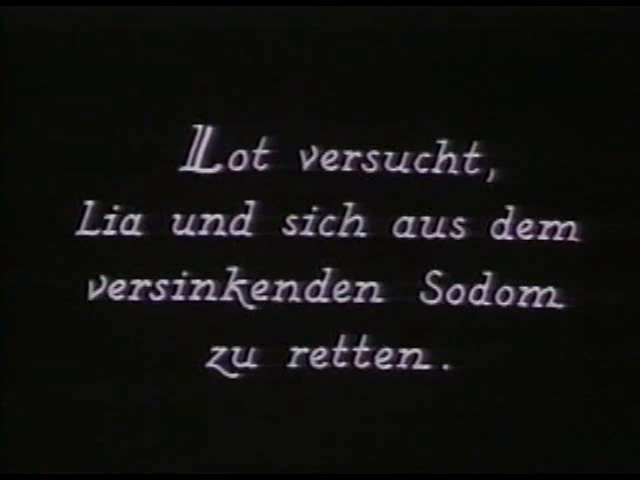 Lot versucht,
Lia und sich aus dem
versinkenden Sodom
zu retten.